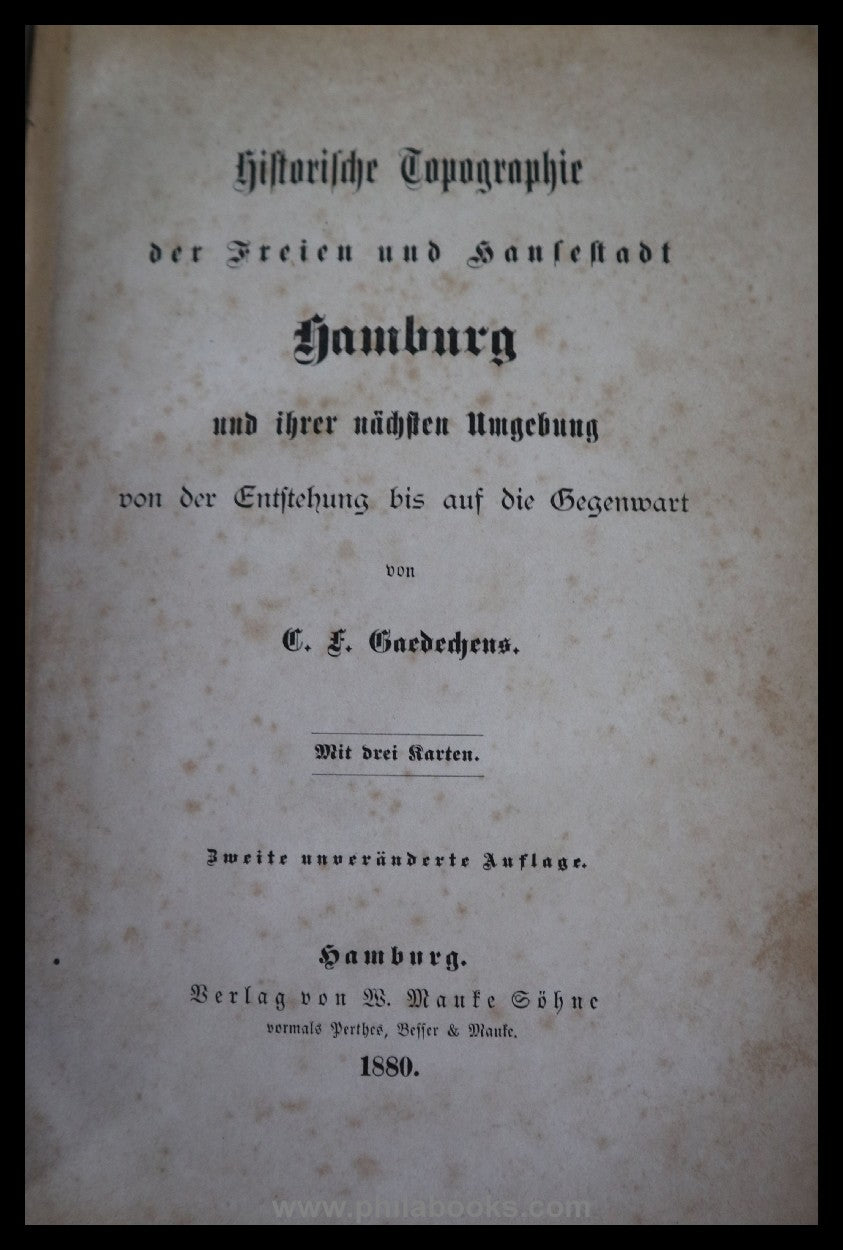 Historische Topographie
der Freien und Hansestadt
Hamburg
und ihrer nächsten Umgebung
von der Entstehung bis auf die Gegenwart
von
C. F. Gaedechens.
Mit drei Karten.
Zweite unveränderte Auflage.
Hamburg.
Verlag von W. Mauke Söhne
vormals Perthes, Besser & Mauke.
1880.
www.philabooks.com